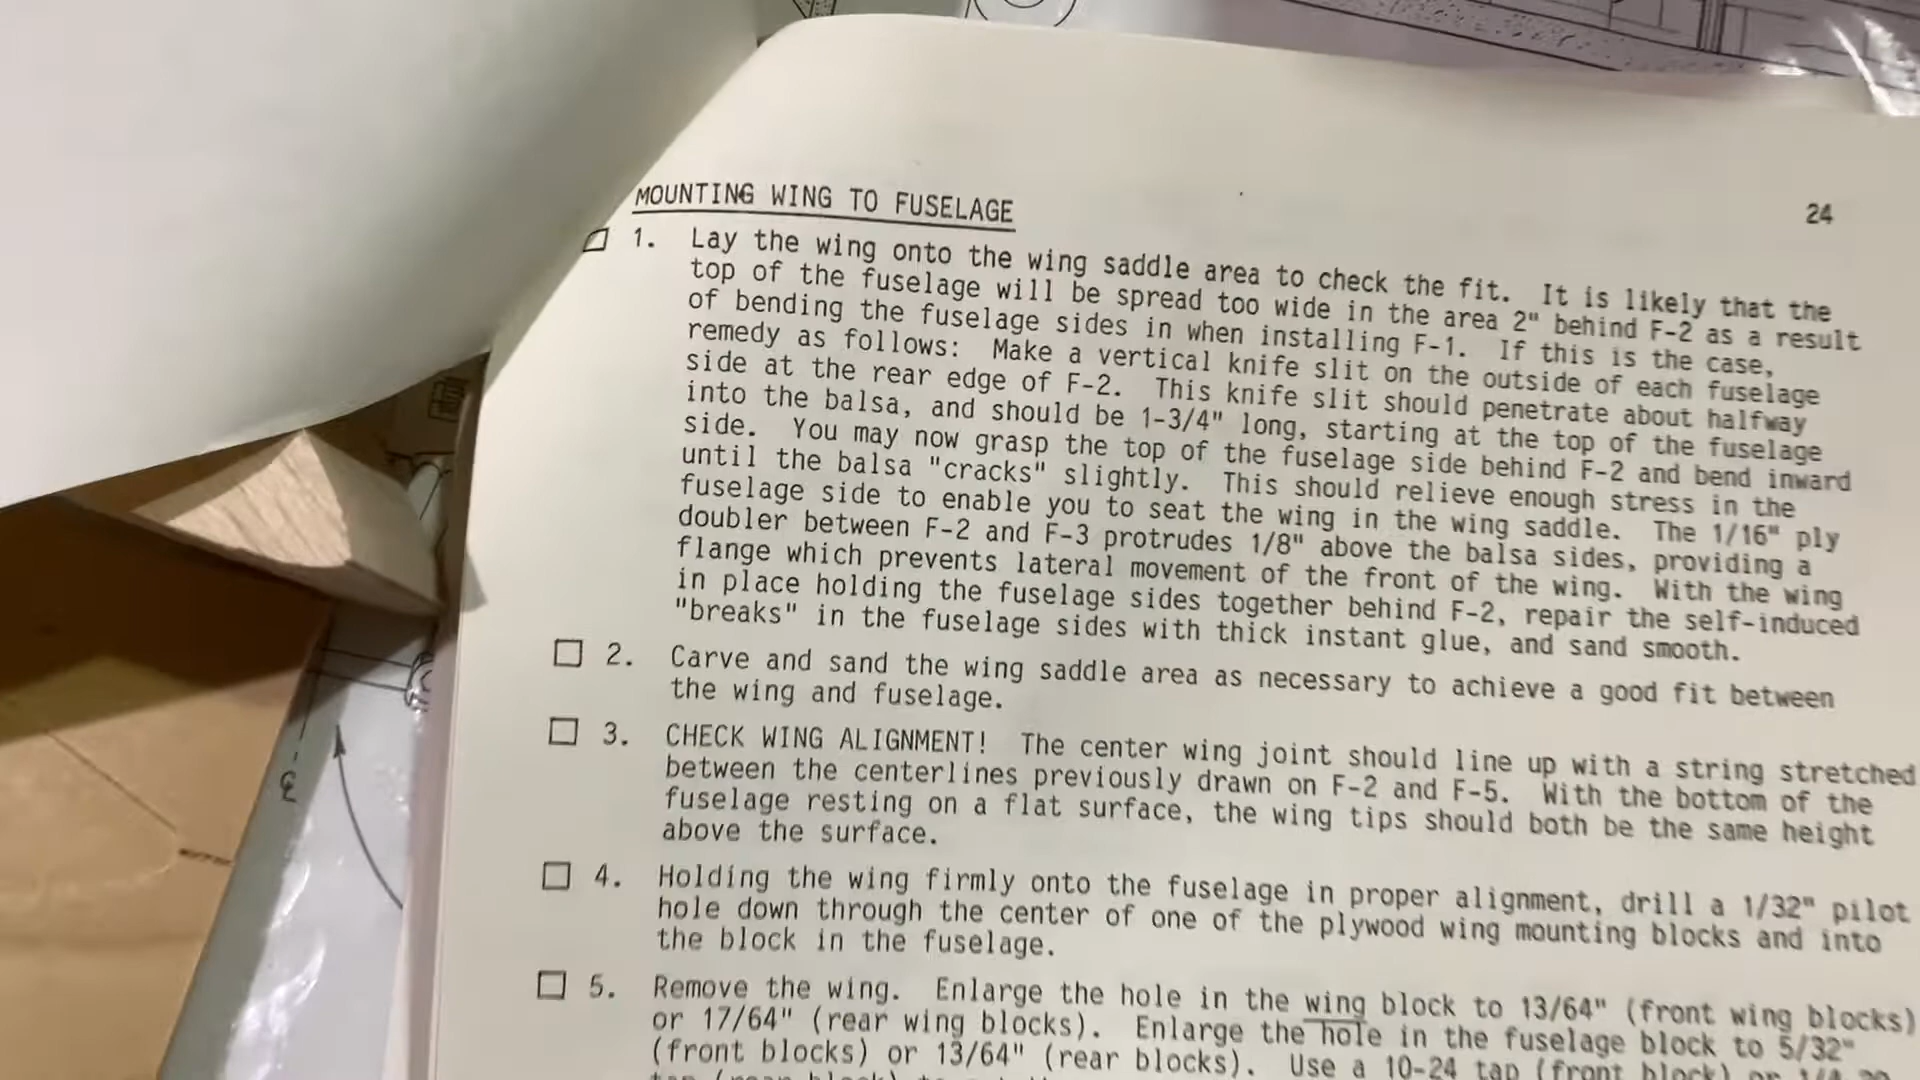 MOUNTING WING TO FUSELAGE
24
1. Lay the wing onto the wing saddle area to check the fit. It is likely that the
top of the fuselage will be spread too wide in the area 2" behind F-2 as a result
of bending the fuselage sides in when installing F-1. If this is the case,
remedy as follows: Make a vertical knife slit on the outside of each fuselage
side at the rear edge of F-2. This knife slit should penetrate about halfway
into the balsa, and should be 1-3/4" long, starting at the top of the fuselage
side. You may now grasp the top of the fuselage side behind F-2 and bend inward
until the balsa "cracks" slightly. This should relieve enough stress in the
fuselage side to enable you to seat the wing in the wing saddle. The 1/16" ply
doubler between F-2 and F-3 protrudes 1/8" above the balsa sides, providing a
flange which prevents lateral movement of the front of the wing. With the wing
in place holding the fuselage sides together behind F-2, repair the self-induced
"breaks" in the fuselage sides with thick instant glue, and sand smooth.
2. Carve and sand the wing saddle area as necessary to achieve a good fit between
the wing and fuselage.
3. CHECK WING ALIGNMENT! The center wing joint should line up with a string stretched
between the centerlines previously drawn on F-2 and F-5. With the bottom of the
fuselage resting on a flat surface, the wing tips should both be the same height
above the surface.
4. Holding the wing firmly onto the fuselage in proper alignment, drill a 1/32" pilot
hole down through the center of one of the plywood wing mounting blocks and into
the block in the fuselage.
5. Remove the wing. Enlarge the hole in the wing block to 13/64" (front wing blocks)
or 17/64" (rear wing blocks). Enlarge the hole in the fuselage block to 5/32"
(front blocks) or 13/64" (rear blocks). Use a 10-24 tap (front block) or